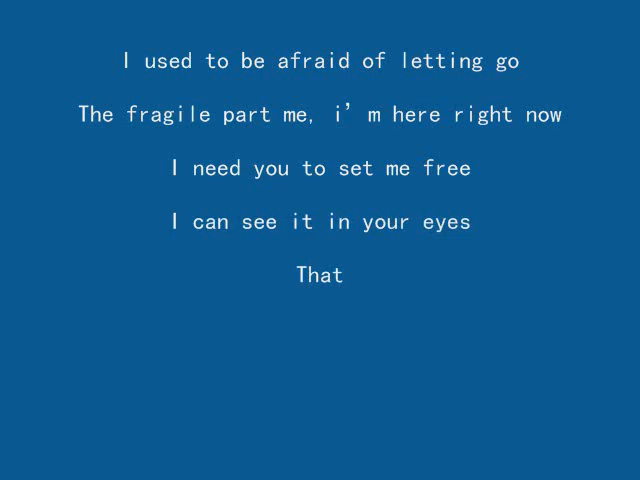 I used to be afraid of letting go
The fragile part me, i’m here right now
I need you to set me free
I can see it in your eyes
That